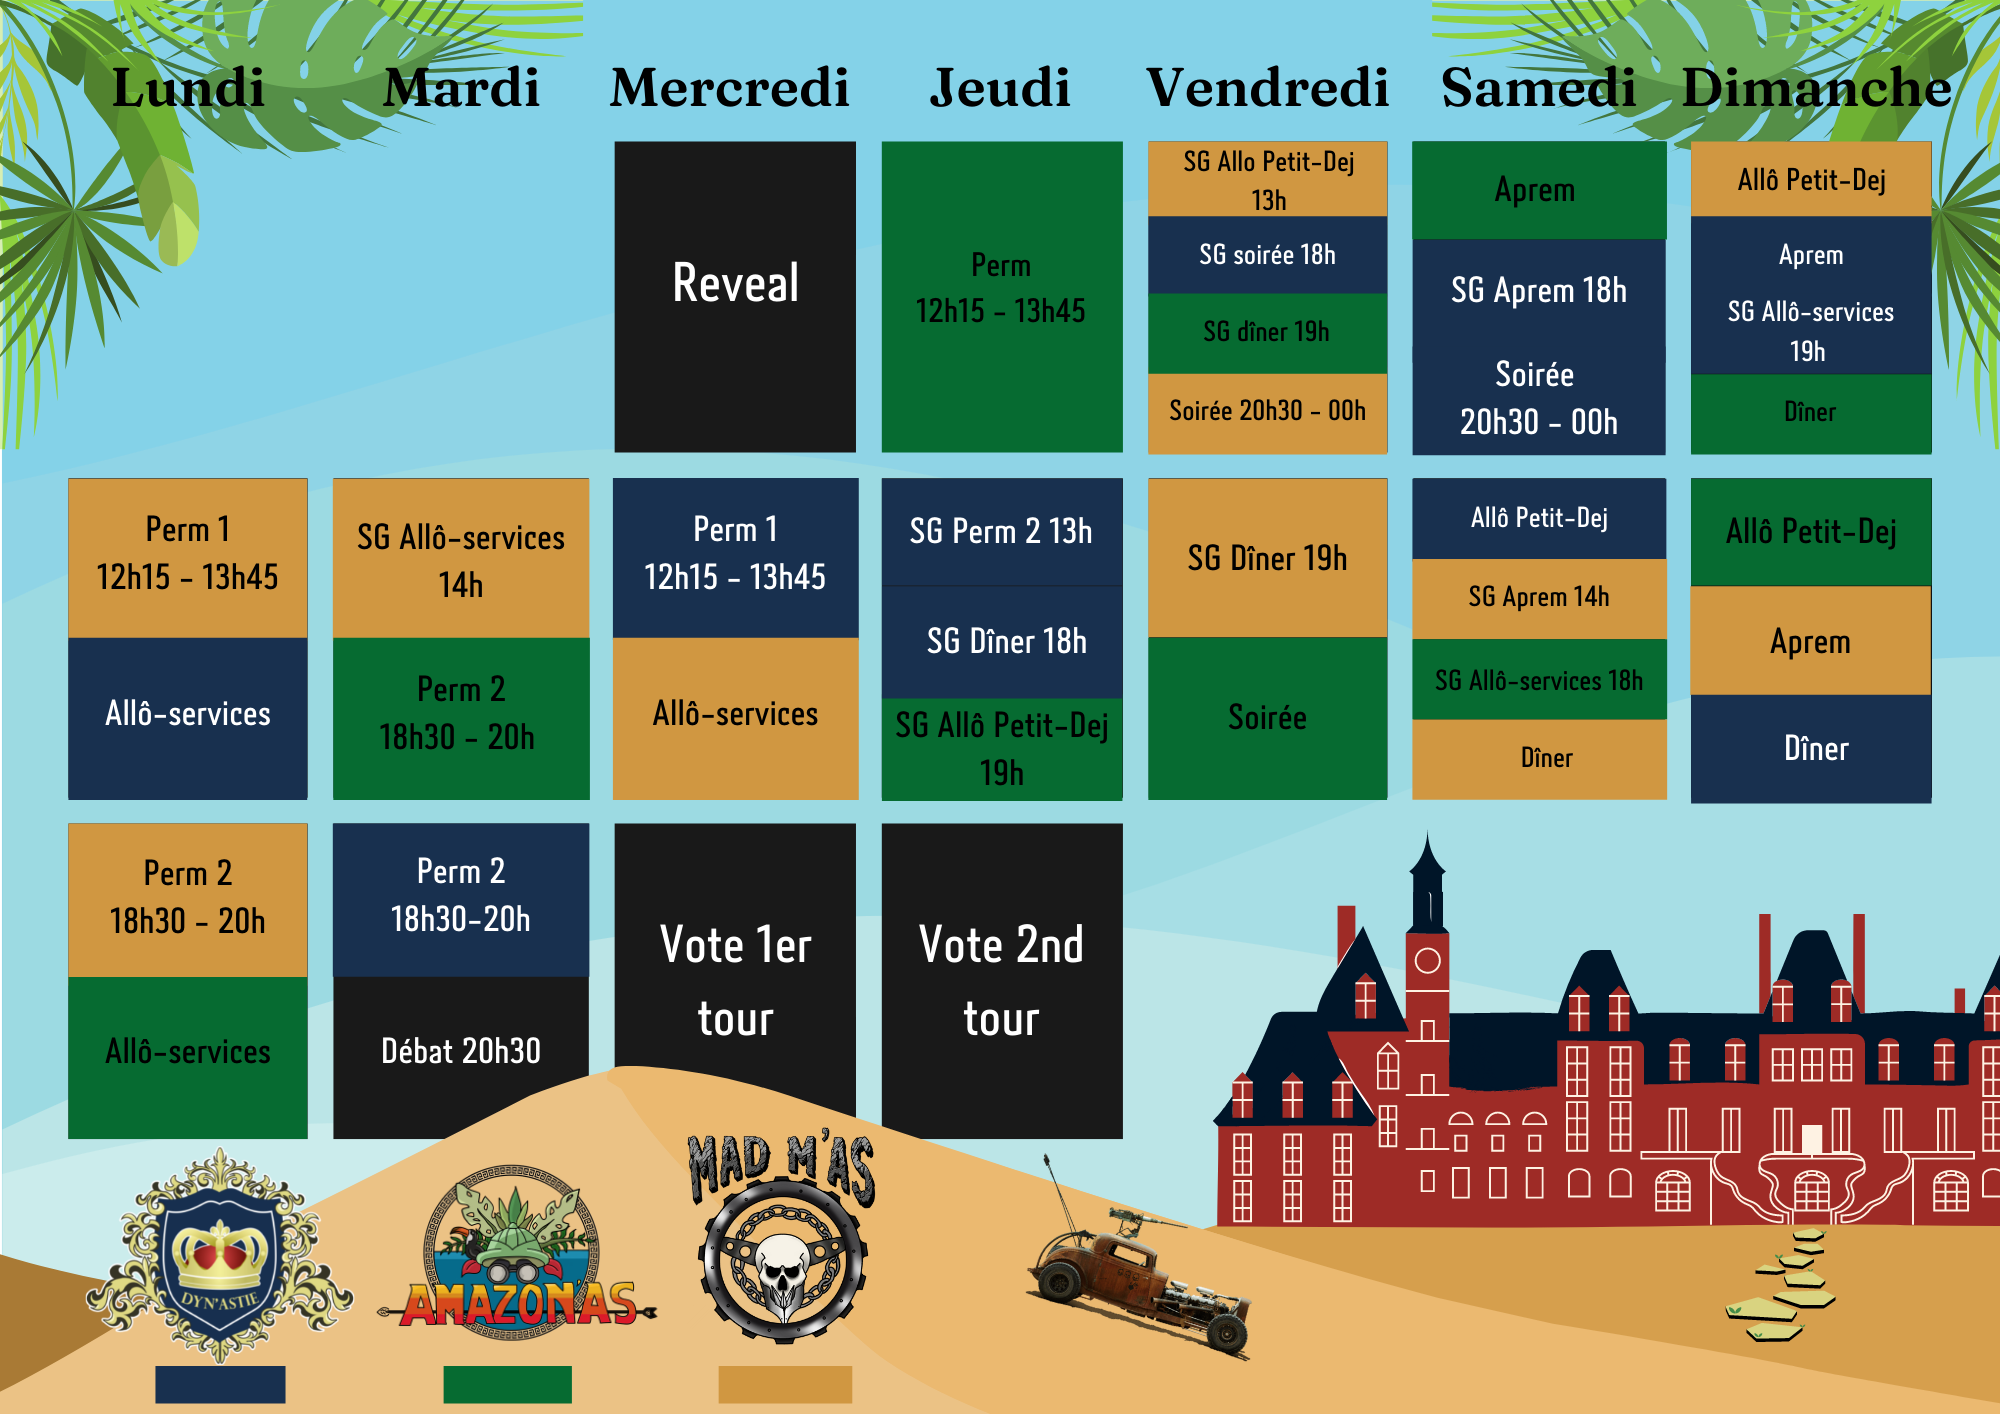 Lundi
Mardi
Mercredi
Jeudi
Vendredi
Samedi
Dimanche
Reveal
Perm
12h15 - 13h45
SG Allo Petit-Dej
13h
SG soirée 18h
SG dîner 19h
Soirée 20h30 - 00h
Aprem
SG Aprem 18h
Soirée
20h30 - 00h
Allô Petit-Dej
Aprem
SG Allô-services
19h
Dîner
Perm 1
12h15 - 13h45
Allô-services
SG Allô-services
14h
Perm 2
18h30 - 20h
Perm 1
12h15 - 13h45
Allô-services
SG Perm 2 13h
SG Dîner 18h
SG Allô Petit-Dej
19h
SG Dîner 19h
Soirée
Allô Petit-Dej
SG Aprem 14h
SG Allô-services 18h
Dîner
Allô Petit-Dej
Aprem
Dîner
Perm 2
18h30 - 20h
Allô-services
Perm 2
18h30-20h
Débat 20h30
Vote 1er
tour
Vote 2nd
tour
DYN'ASTIE
AMAZON'AS
MAD M'AS